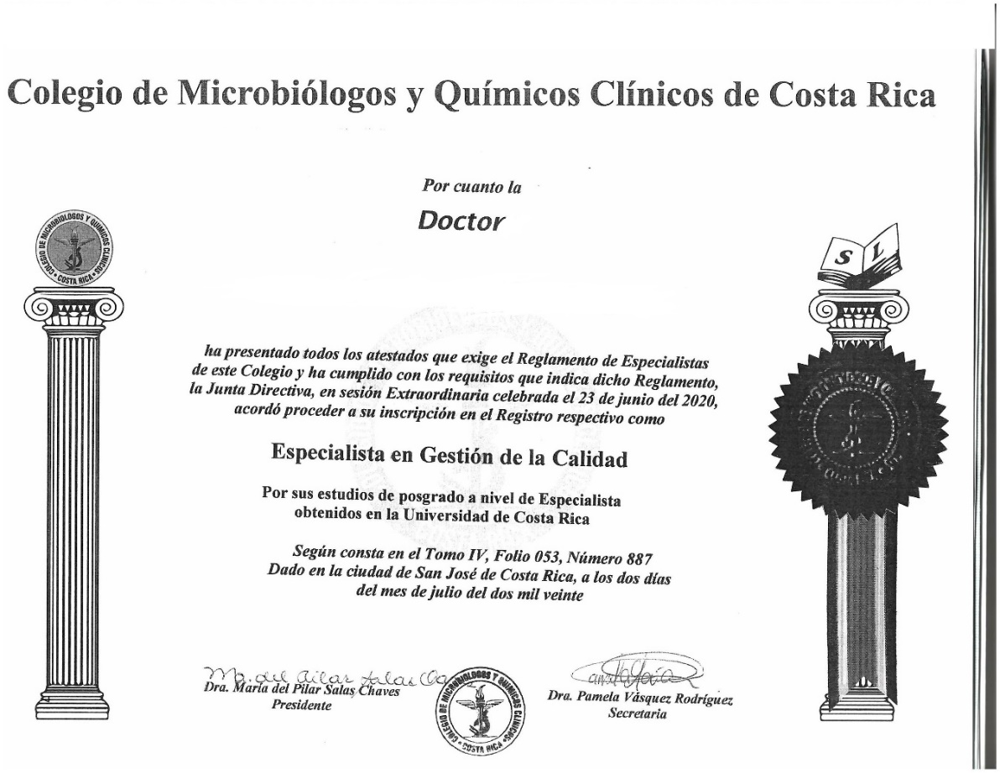 Colegio de Microbiólogos y Químicos Clínicos de Costa Rica
Por cuanto la
Doctor
COLEGIO DE MICROBIOLOGOS Y QUIMICOS CLINICOS
COSTA RICA
S L
ha presentado todos los atestados que exige el Reglamento de Especialistas
de este Colegio y ha cumplido con los requisitos que indica dicho Reglamento,
la Junta Directiva, en sesión Extraordinaria celebrada el 23 de junio del 2020,
acordó proceder a su inscripción en el Registro respectivo como
Especialista en Gestión de la Calidad
Por sus estudios de posgrado a nivel de Especialista
obtenidos en la Universidad de Costa Rica
Según consta en el Tomo IV, Folio 053, Número 887
Dado en la ciudad de San José de Costa Rica, a los dos días
del mes de julio del dos mil veinte
Dra. María del Pilar Salas Chaves
Presidente
COLEGIO DE MICROBIOLOGOS Y QUIMICOS CLINICOS
COSTA RICA
Dra. Pamela Vásquez Rodríguez
Secretaria